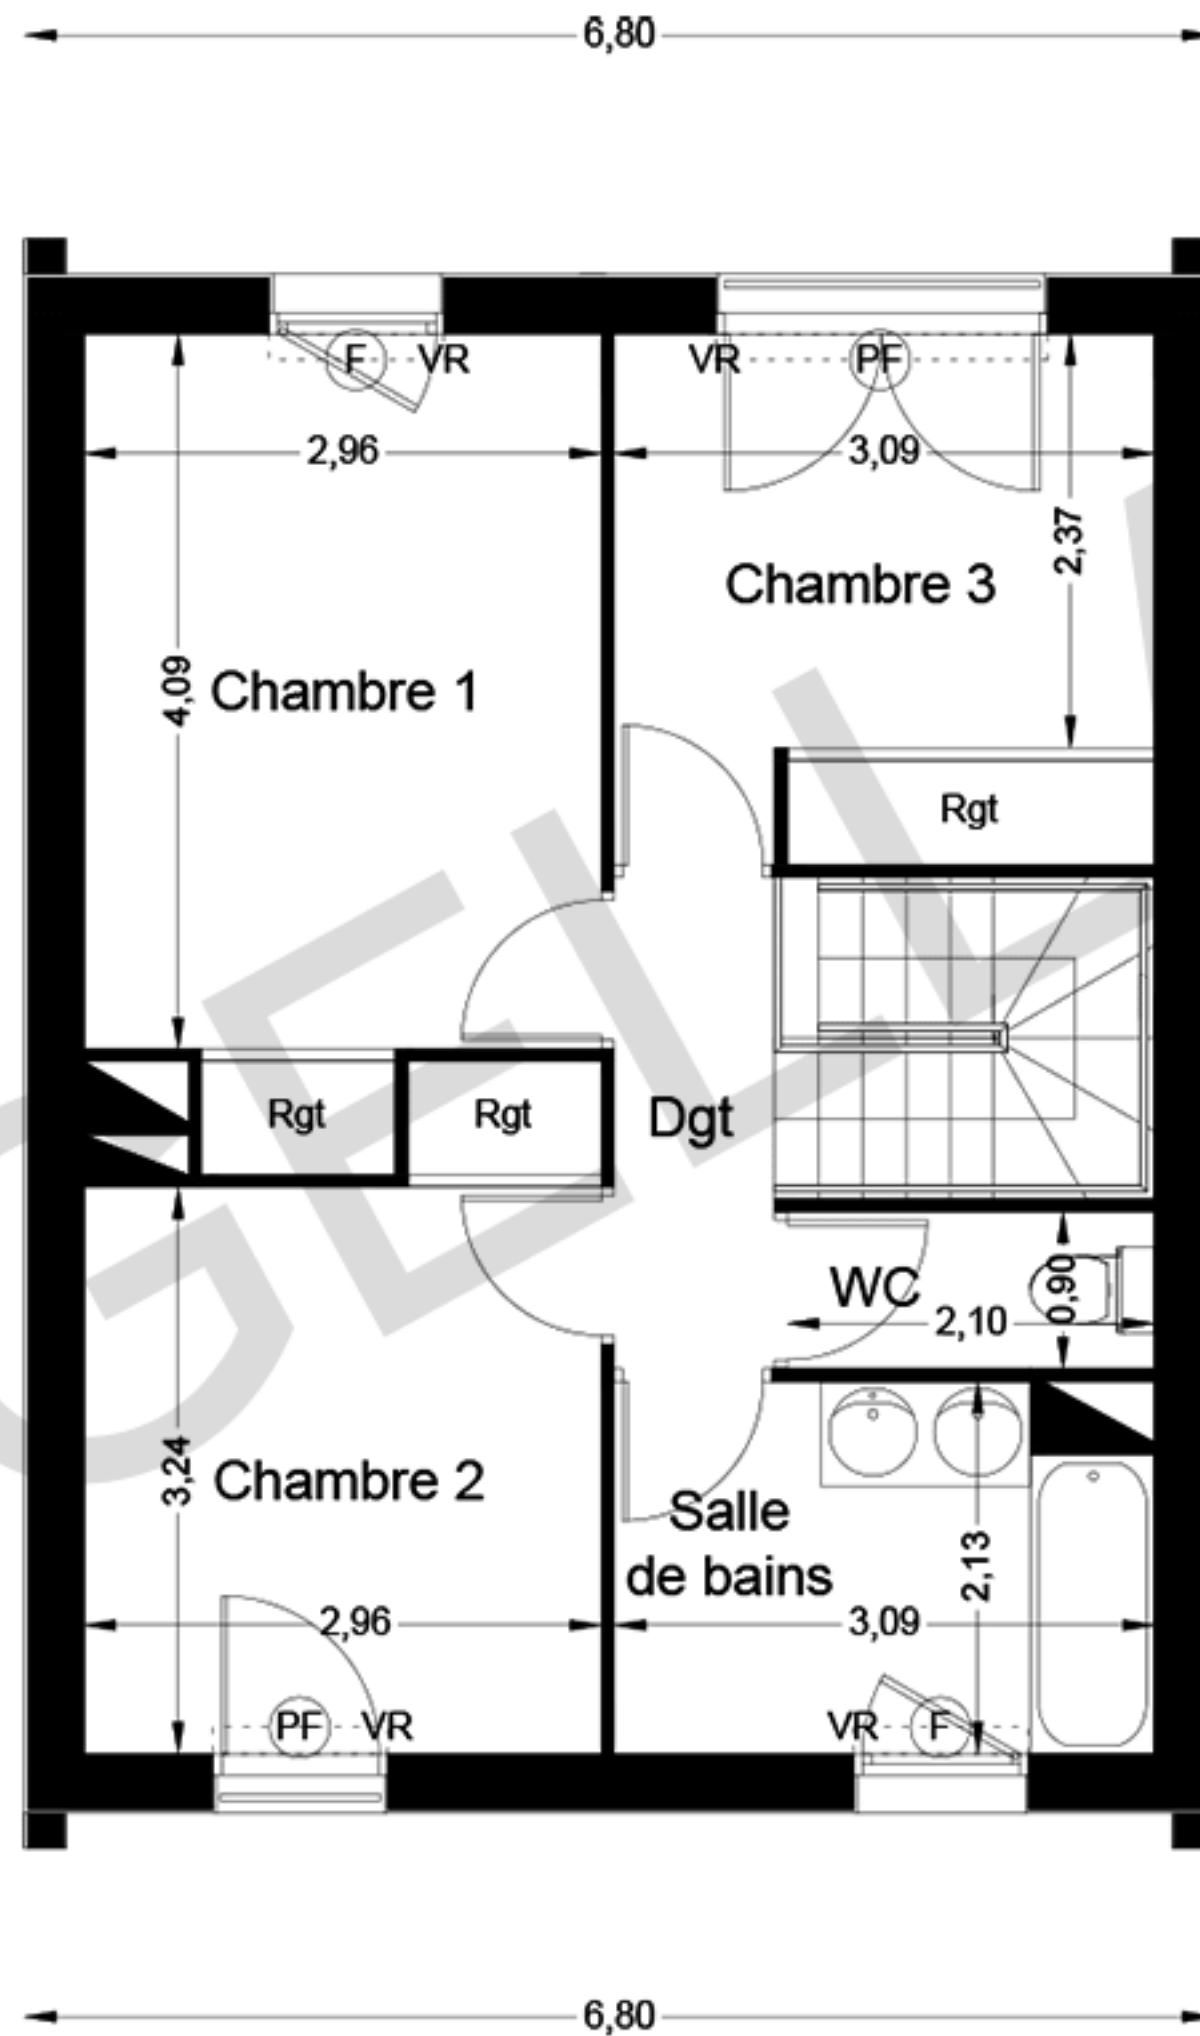 6,80
F VR
VR PF
2,96
3,09
2,37
Chambre 3
4,09
Chambre 1
Rgt
Rgt
Rgt
Dgt
WC
0,90
2,10
3,24
Chambre 2
Salle
de bains
2,13
2,96
3,09
PF VR
VR F
6,80
GELL